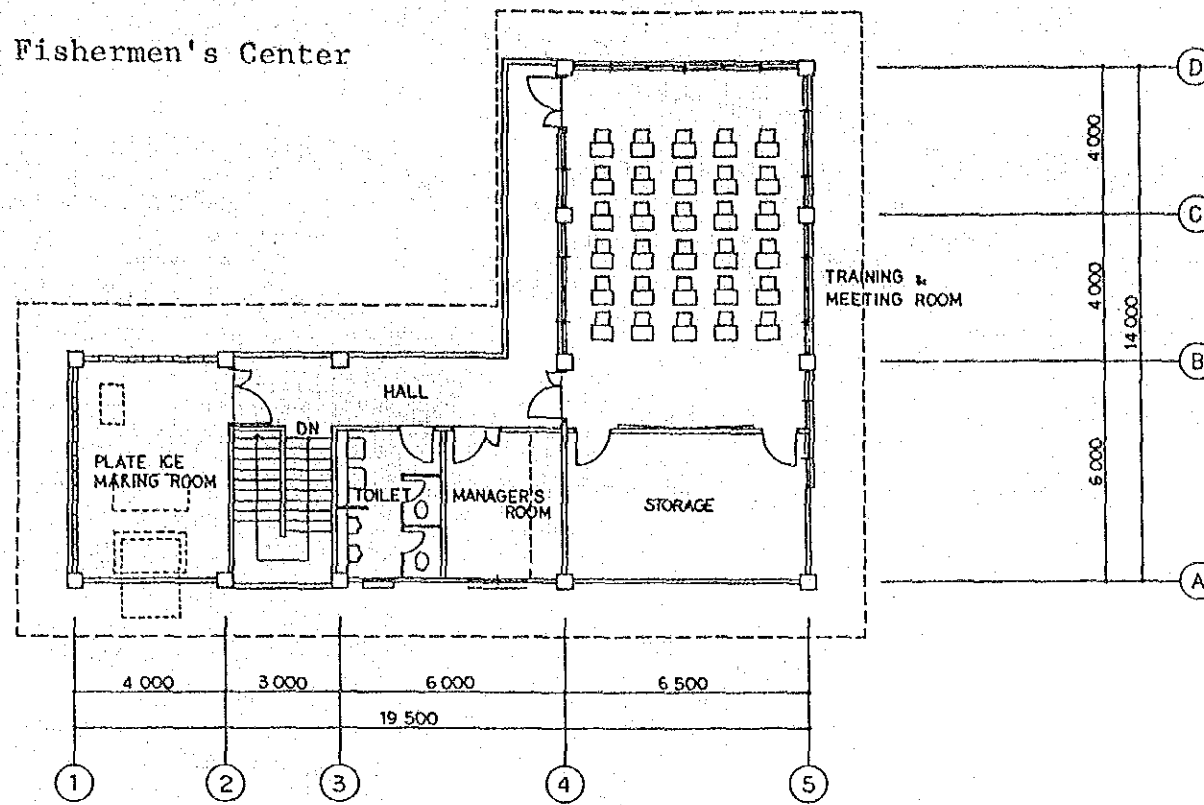 Fishermen's Center
D
4 000
C
TRAINING &
MEETING ROOM
4 000
14 000
B
HALL
DN
PLATE ICE
MAKING ROOM
TOILET
MANAGER'S
ROOM
STORAGE
6 000
A
4 000
3 000
6 000
6 500
19 500
1
2
3
4
5